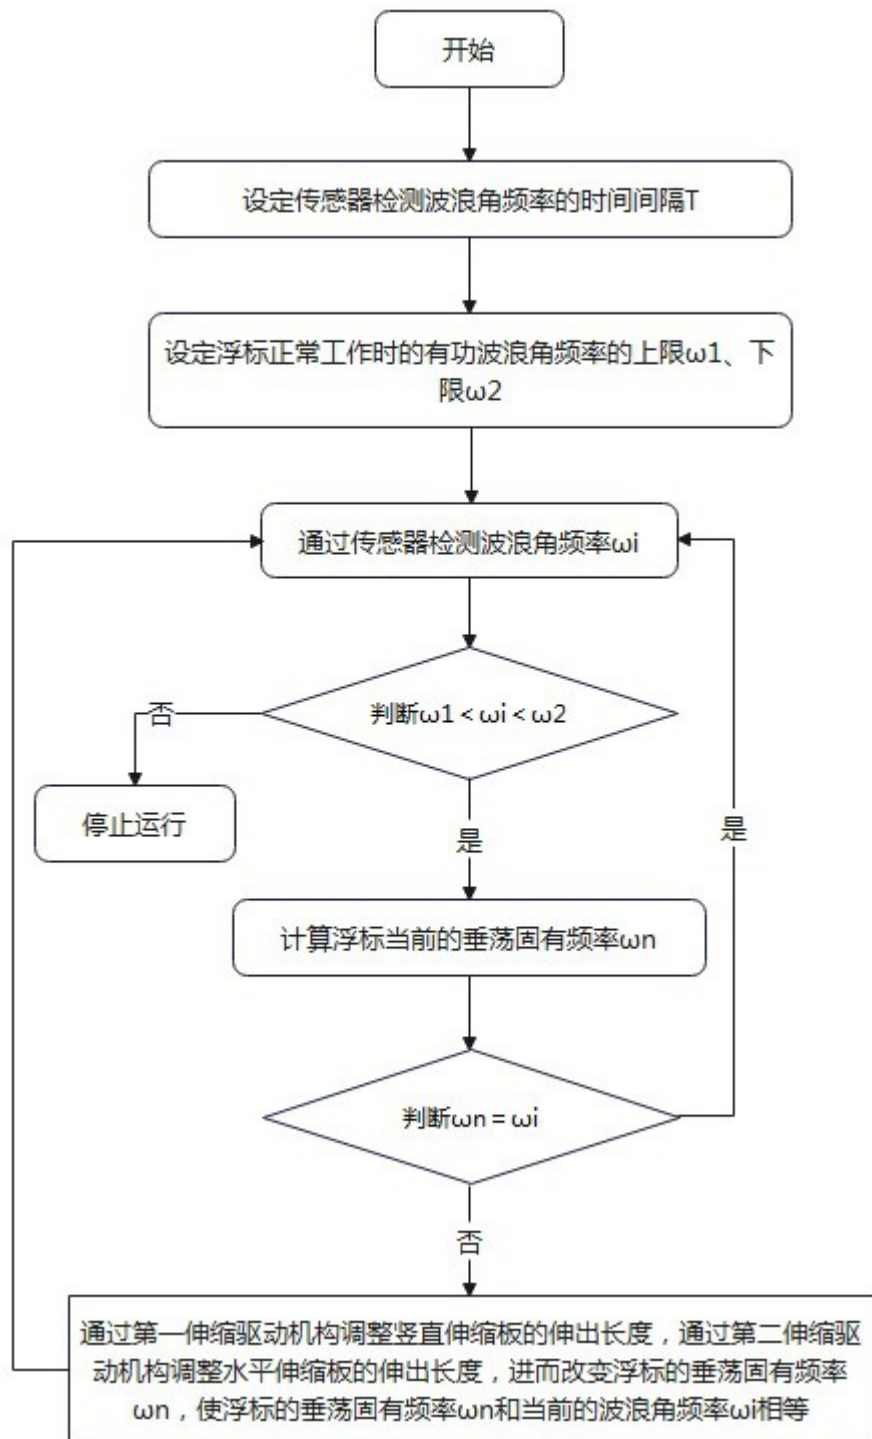 开始
设定传感器检测波浪角频率的时间间隔T
设定浮标正常工作时的有功波浪角频率的上限ω1、下
限ω2
通过传感器检测波浪角频率ωi
判断ω1＜ωi＜ω2
否
停止运行
是
是
计算浮标当前的垂荡固有频率ωn
判断ωn＝ωi
否
通过第一伸缩驱动机构调整竖直伸缩板的伸出长度，通过第二伸缩驱
动机构调整水平伸缩板的伸出长度，进而改变浮标的垂荡固有频率
ωn，使浮标的垂荡固有频率ωn和当前的波浪角频率ωi相等